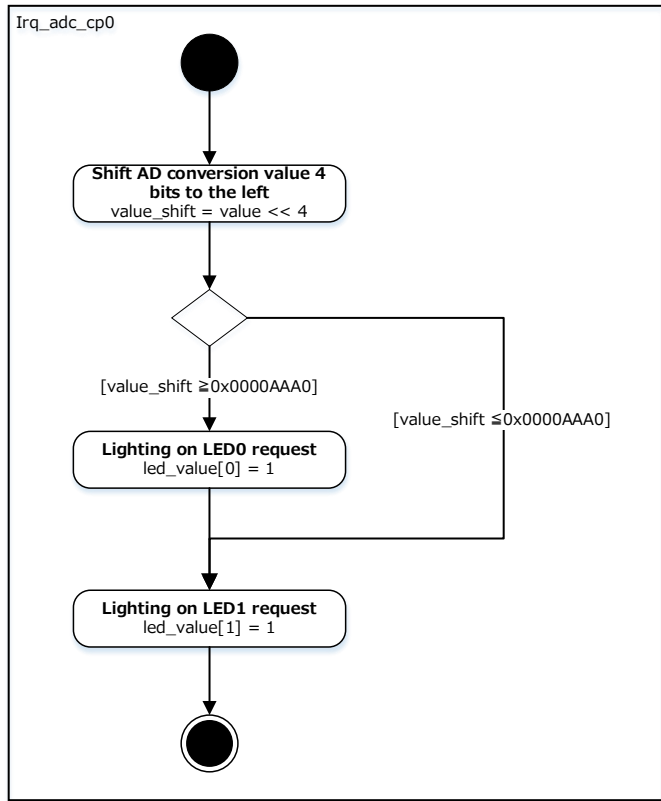 Irq_adc_cp0
Shift AD conversion value 4
bits to the left
value_shift = value << 4
[value_shift ≧0x0000AAA0]
[value_shift ≦0x0000AAA0]
Lighting on LED0 request
led_value[0] = 1
Lighting on LED1 request
led_value[1] = 1